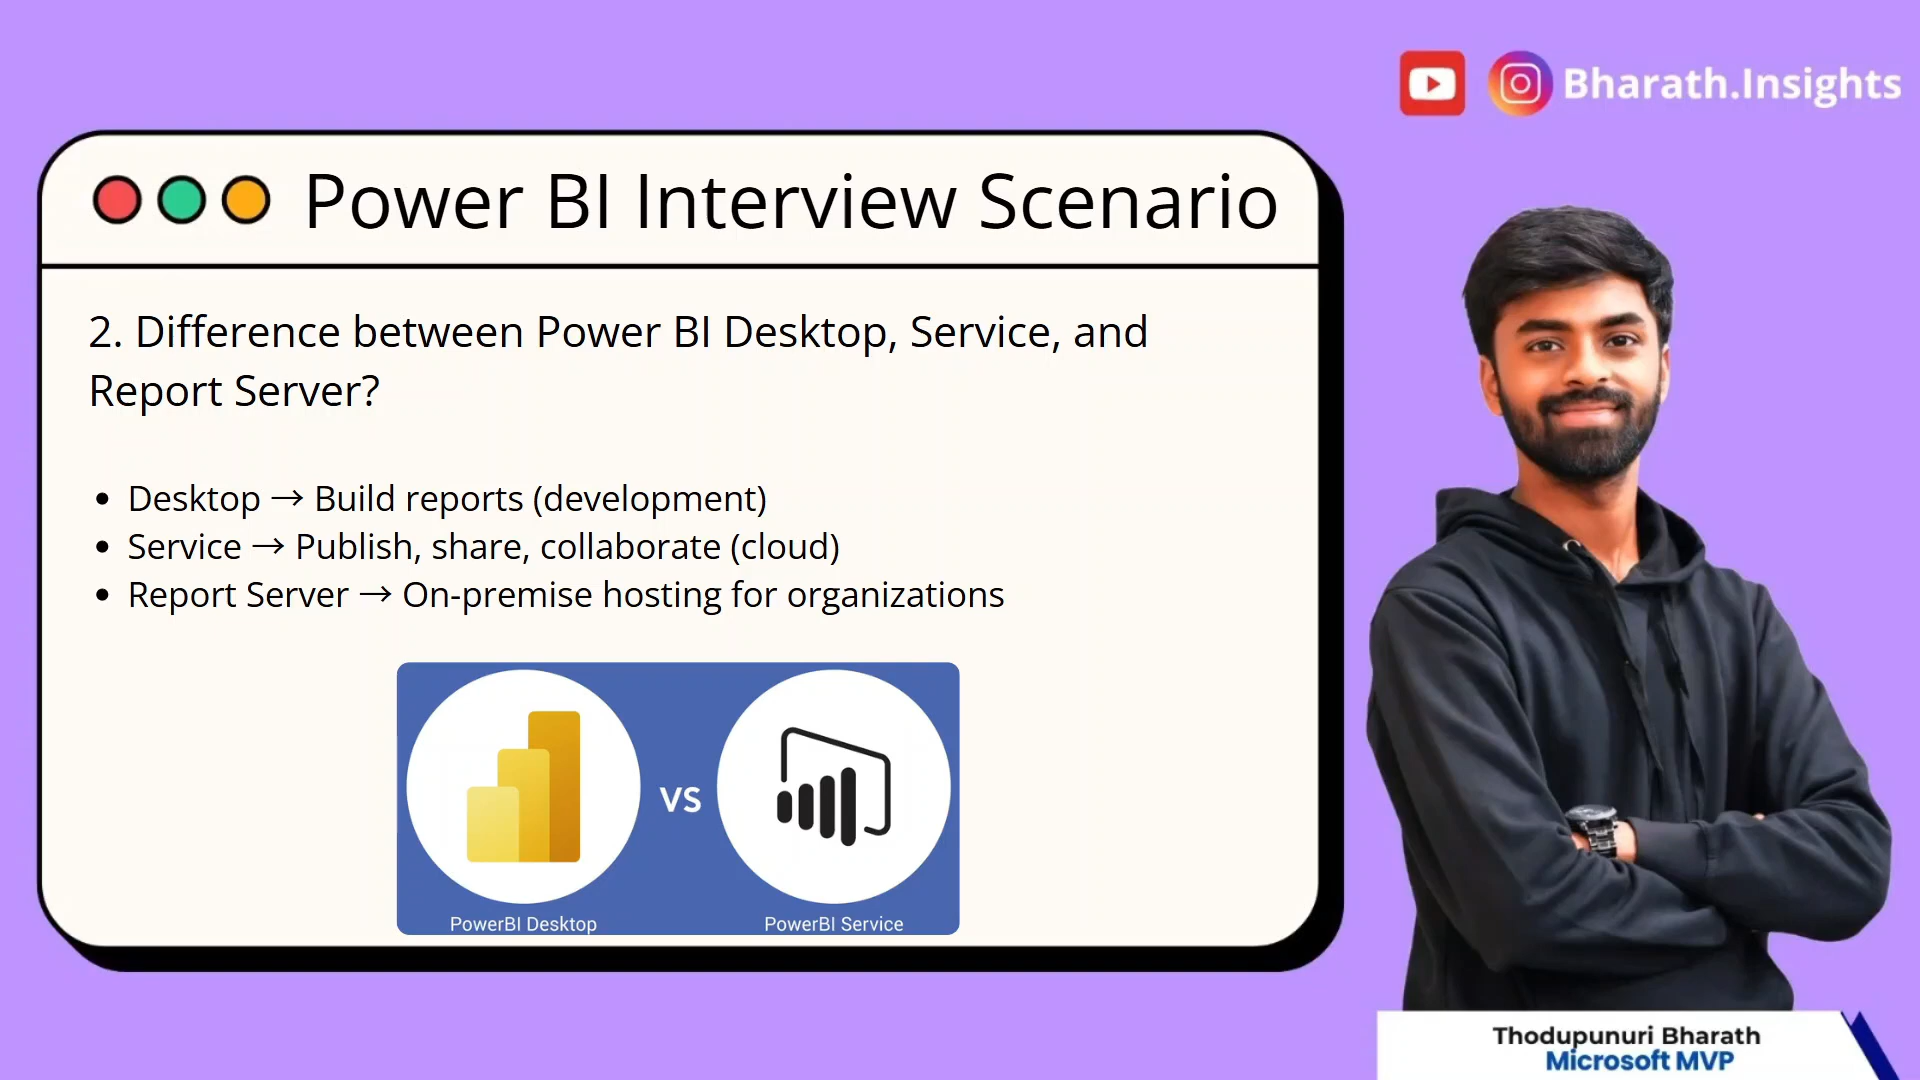 Bharath.Insights
Power BI Interview Scenario
2. Difference between Power BI Desktop, Service, and
Report Server?
• Desktop → Build reports (development)
• Service → Publish, share, collaborate (cloud)
• Report Server → On-premise hosting for organizations
VS
PowerBI Desktop
PowerBI Service
Thodupunuri Bharath
Microsoft MVP